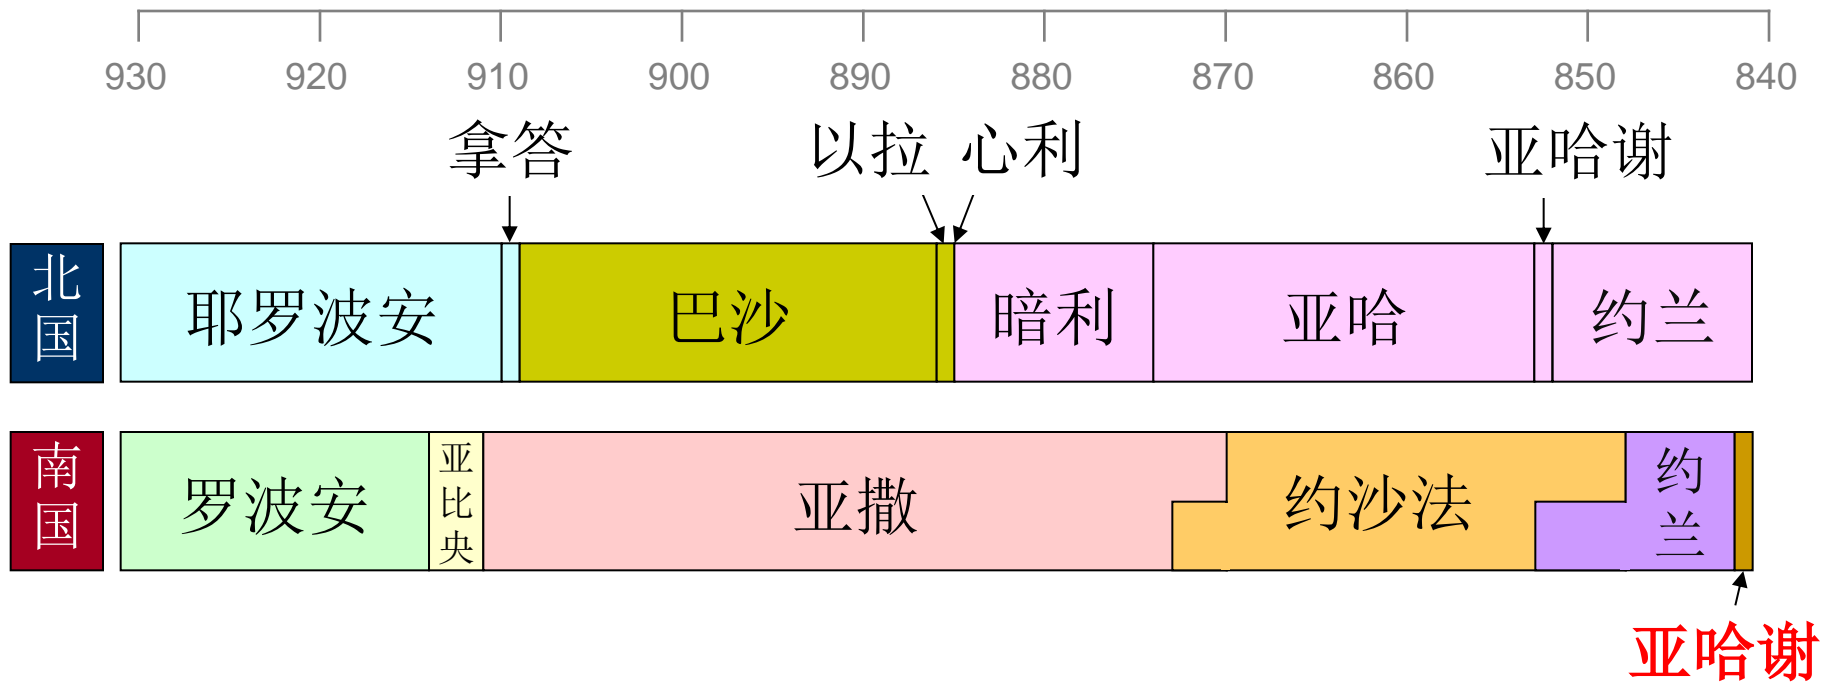 930 920 910 900 890 880 870 860 850 840
拿答 以拉 心利 亚哈谢
北国
耶罗波安 巴沙 暗利 亚哈 约兰
南国
罗波安 亚比央 亚撒 约沙法 约兰
亚哈谢